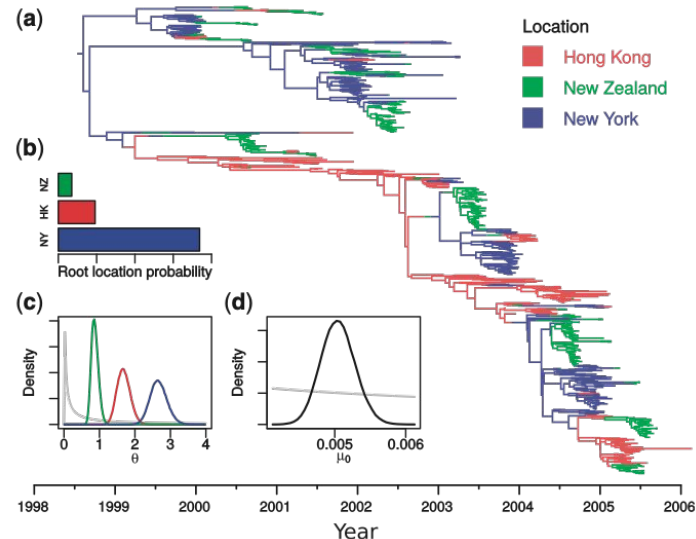 (a)
Location
Hong Kong
New Zealand
New York
(b)
NZ
HK
NY
Root location probability
(c)
Density
0 1 2 3 4
θ
(d)
Density
0.005 0.006
μ₀
1998 1999 2000 2001 2002 2003 2004 2005 2006
Year